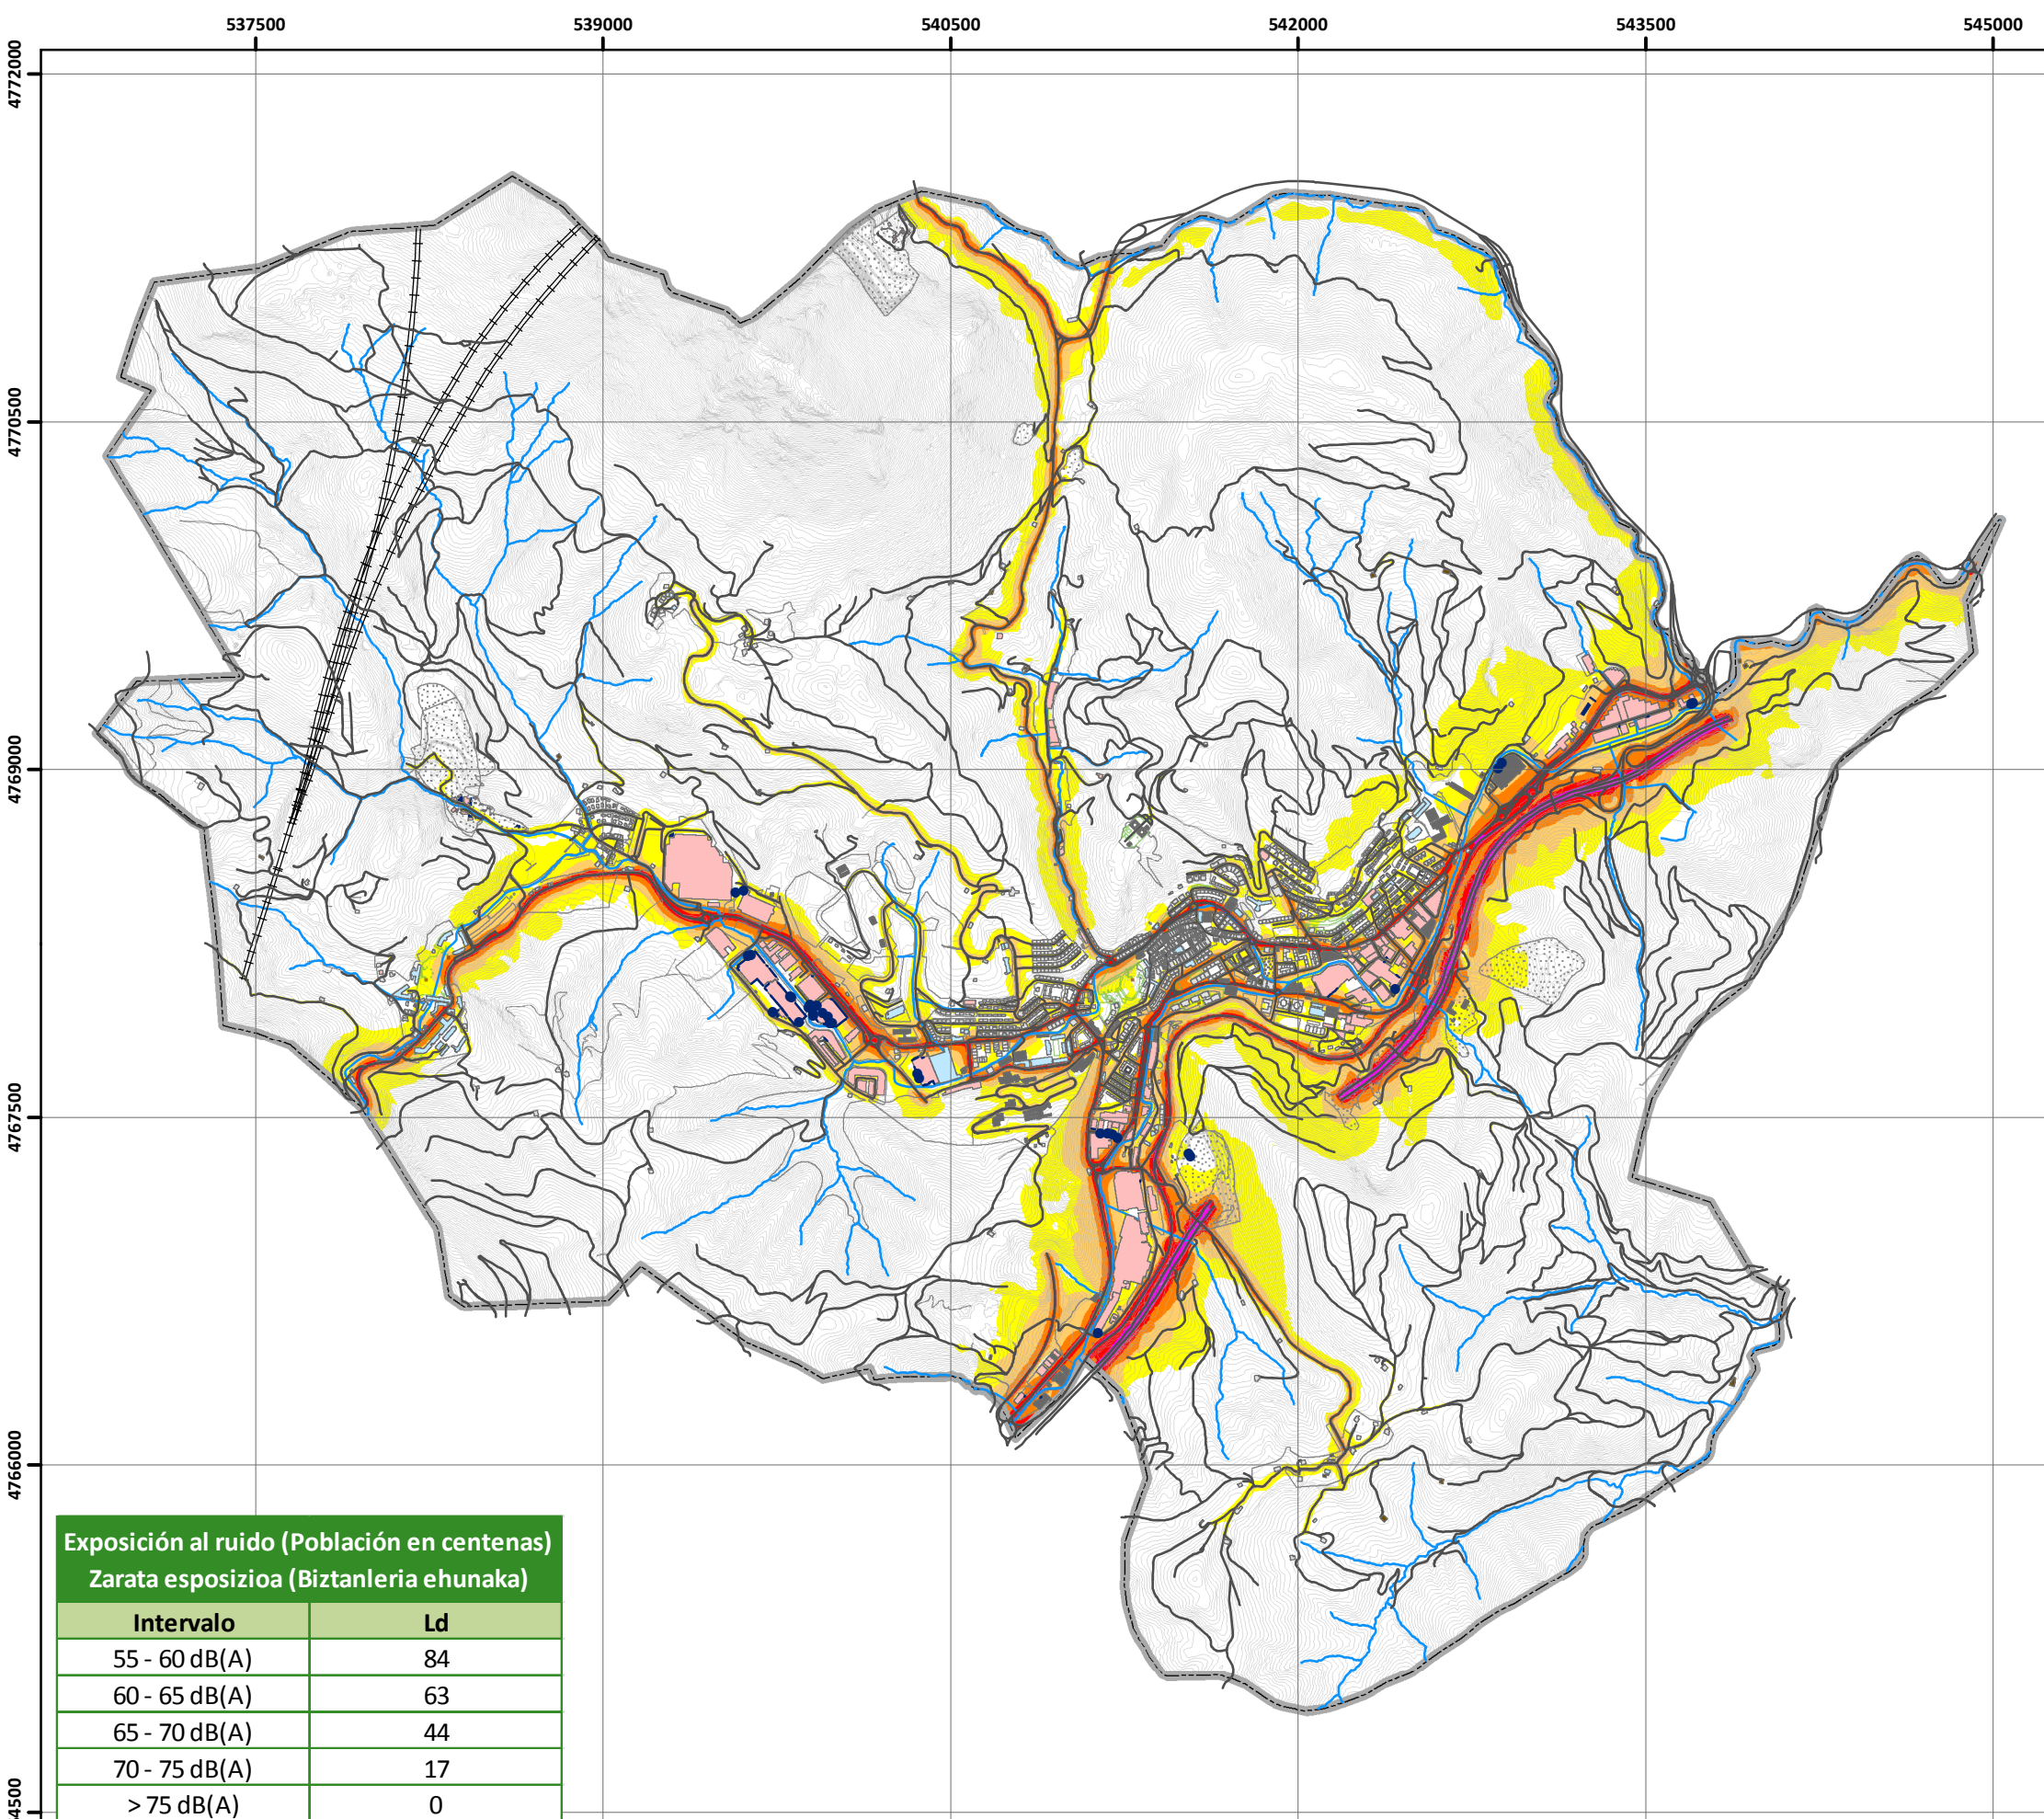 537500 539000 540500 542000 543500 545000
4772000
4770500
4769000
4767500
4766000
Exposición al ruido (Población en centenas)
Zarata esposizioa (Biztanleria ehunaka)
Intervalo Ld
55 - 60 dB(A) 84
60 - 65 dB(A) 63
65 - 70 dB(A) 44
70 - 75 dB(A) 17
> 75 dB(A) 0